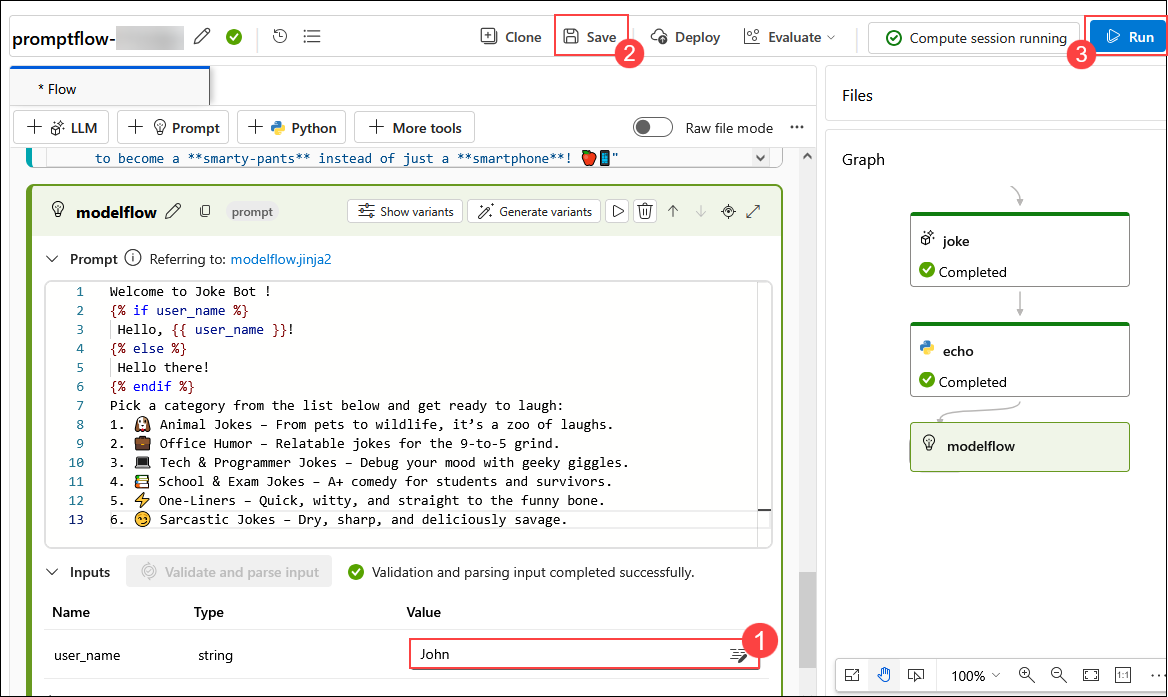 promptflow-
Clone
Save
Deploy
Evaluate
Compute session running
Run
2
3
* Flow
Files
LLM
Prompt
Python
More tools
Raw file mode
Graph
to become a **smarty-pants** instead of just a **smartphone**! 🍎📱"
modelflow
prompt
Show variants
Generate variants
Prompt
Referring to: modelflow.jinja2
1 Welcome to Joke Bot !
2 {% if user_name %}
3 Hello, {{ user_name }}!
4 {% else %}
5 Hello there!
6 {% endif %}
7 Pick a category from the list below and get ready to laugh:
8 1. 🐶 Animal Jokes – From pets to wildlife, it’s a zoo of laughs.
9 2. 💼 Office Humor – Relatable jokes for the 9-to-5 grind.
10 3. 💻 Tech & Programmer Jokes – Debug your mood with geeky giggles.
11 4. 📚 School & Exam Jokes – A+ comedy for students and survivors.
12 5. ⚡ One-Liners – Quick, witty, and straight to the funny bone.
13 6. 😏 Sarcastic Jokes – Dry, sharp, and deliciously savage.
Inputs
Validate and parse input
Validation and parsing input completed successfully.
Name Type Value
user_name string John
1
joke
Completed
echo
Completed
modelflow
100%
1:1